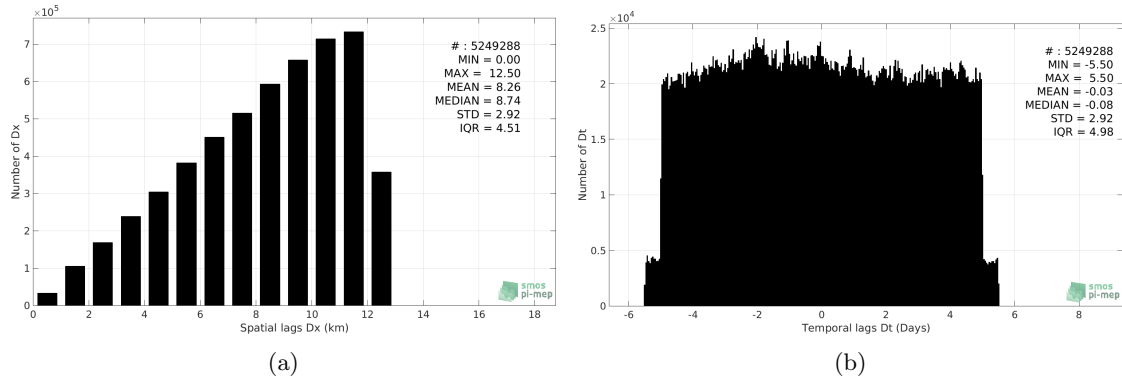 ×10^5
7
6
5
4
3
2
1
0
Number of Dx
# : 5249288
MIN = 0.00
MAX = 12.50
MEAN = 8.26
MEDIAN = 8.74
STD = 2.92
IQR = 4.51
smos
pi-mep
0 2 4 6 8 10 12 14 16 18
Spatial lags Dx (km)
(a)
×10^4
2.5
2
1.5
1
0.5
0
Number of Dt
# : 5249288
MIN = -5.50
MAX = 5.50
MEAN = -0.03
MEDIAN = -0.08
STD = 2.92
IQR = 4.98
smos
pi-mep
-6 -4 -2 0 2 4 6 8
Temporal lags Dt (Days)
(b)